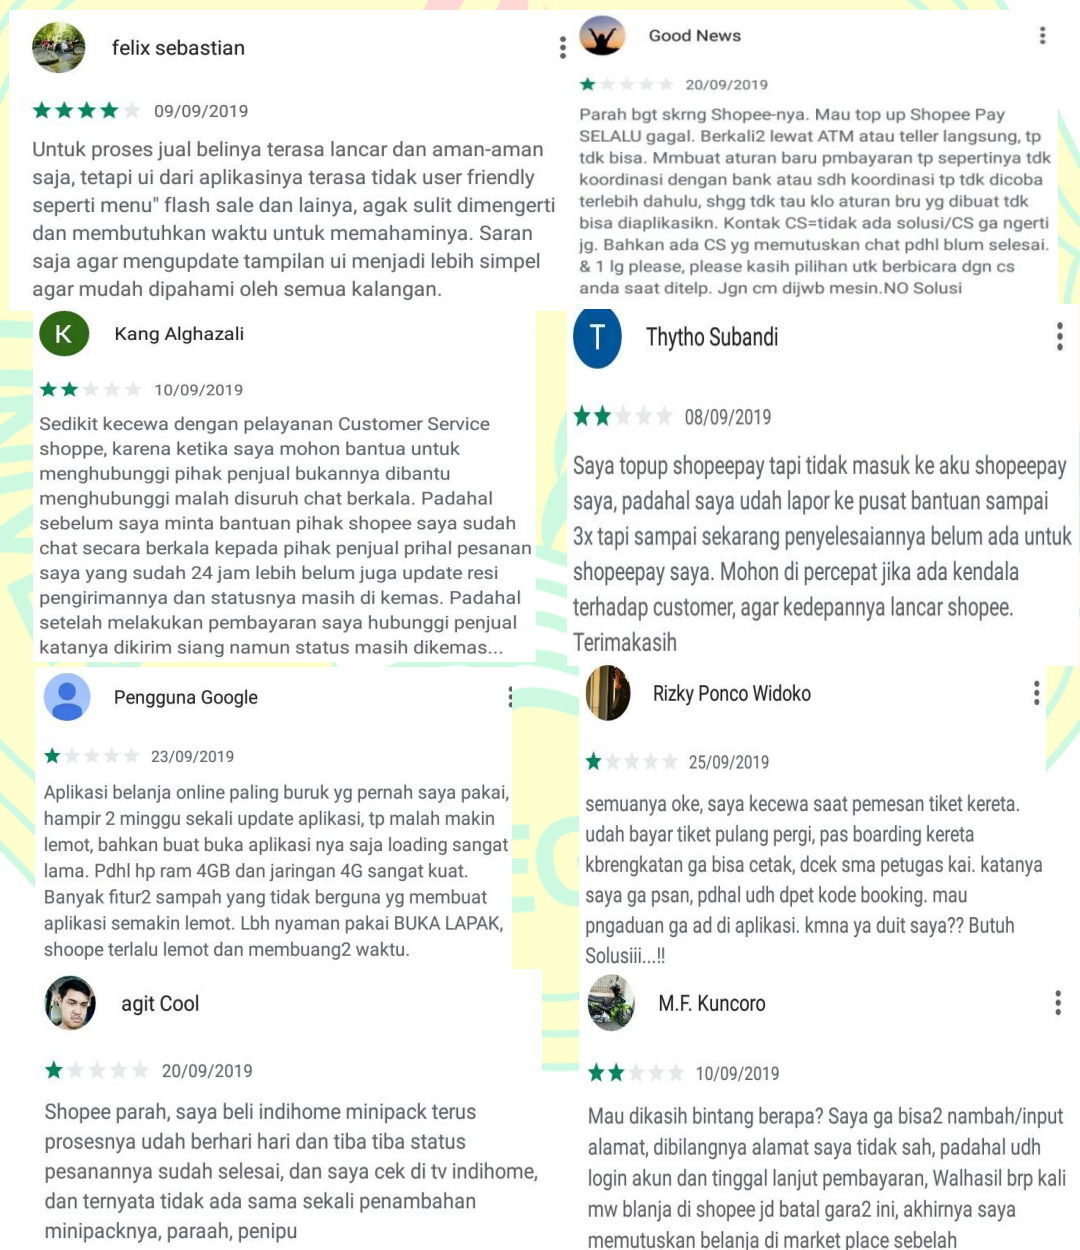 felix sebastian
09/09/2019
Untuk proses jual belinya terasa lancar dan aman-aman
saja, tetapi ui dari aplikasinya terasa tidak user friendly
seperti menu" flash sale dan lainya, agak sulit dimengerti
dan membutuhkan waktu untuk memahaminya. Saran
saja agar mengupdate tampilan ui menjadi lebih simpel
agar mudah dipahami oleh semua kalangan.
Good News
20/09/2019
Parah bgt skrng Shopee-nya. Mau top up Shopee Pay
SELALU gagal. Berkali2 lewat ATM atau teller langsung, tp
tdk bisa. Mmbuat aturan baru pmbayaran tp sepertinya tdk
koordinasi dengan bank atau sdh koordinasi tp tdk dicoba
terlebih dahulu, shgg tdk tau klo aturan bru yg dibuat tdk
bisa diaplikasikn. Kontak CS=tidak ada solusi/CS ga ngerti
jg. Bahkan ada CS yg memutuskan chat pdhl blum selesai.
& 1 lg please, please kasih pilihan utk berbicara dgn cs
anda saat ditelp. Jgn cm dijwb mesin.NO Solusi
K
Kang Alghazali
10/09/2019
Sedikit kecewa dengan pelayanan Customer Service
shoppe, karena ketika saya mohon bantua untuk
menghubunggi pihak penjual bukannya dibantu
menghubunggi malah disuruh chat berkala. Padahal
sebelum saya minta bantuan pihak shopee saya sudah
chat secara berkala kepada pihak penjual prihal pesanan
saya yang sudah 24 jam lebih belum juga update resi
pengirimannya dan statusnya masih di kemas. Padahal
setelah melakukan pembayaran saya hubunggi penjual
katanya dikirim siang namun status masih dikemas...
T
Thytho Subandi
08/09/2019
Saya topup shopeepay tapi tidak masuk ke aku shopeepay
saya, padahal saya udah lapor ke pusat bantuan sampai
3x tapi sampai sekarang penyelesaiannya belum ada untuk
shopeepay saya. Mohon di percepat jika ada kendala
terhadap customer, agar kedepannya lancar shopee.
Terimakasih
Pengguna Google
23/09/2019
Aplikasi belanja online paling buruk yg pernah saya pakai,
hampir 2 minggu sekali update aplikasi, tp malah makin
lemot, bahkan buat buka aplikasi nya saja loading sangat
lama. Pdhl hp ram 4GB dan jaringan 4G sangat kuat.
Banyak fitur2 sampah yang tidak berguna yg membuat
aplikasi semakin lemot. Lbh nyaman pakai BUKA LAPAK,
shoope terlalu lemot dan membuang2 waktu.
Rizky Ponco Widoko
25/09/2019
semuanya oke, saya kecewa saat pemesan tiket kereta.
udah bayar tiket pulang pergi, pas boarding kereta
kbrengkatan ga bisa cetak, dcek sma petugas kai. katanya
saya ga psan, pdhal udh dpet kode booking. mau
pngaduan ga ad di aplikasi. kmna ya duit saya?? Butuh
Solusiii...!!
agit Cool
20/09/2019
Shopee parah, saya beli indihome minipack terus
prosesnya udah berhari hari dan tiba tiba status
pesanannya sudah selesai, dan saya cek di tv indihome,
dan ternyata tidak ada sama sekali penambahan
minipacknya, paraah, penipu
M.F. Kuncoro
10/09/2019
Mau dikasih bintang berapa? Saya ga bisa2 nambah/input
alamat, dibilangnya alamat saya tidak sah, padahal udh
login akun dan tinggal lanjut pembayaran, Walhasil brp kali
mw blanja di shopee jd batal gara2 ini, akhirnya saya
memutuskan belanja di market place sebelah